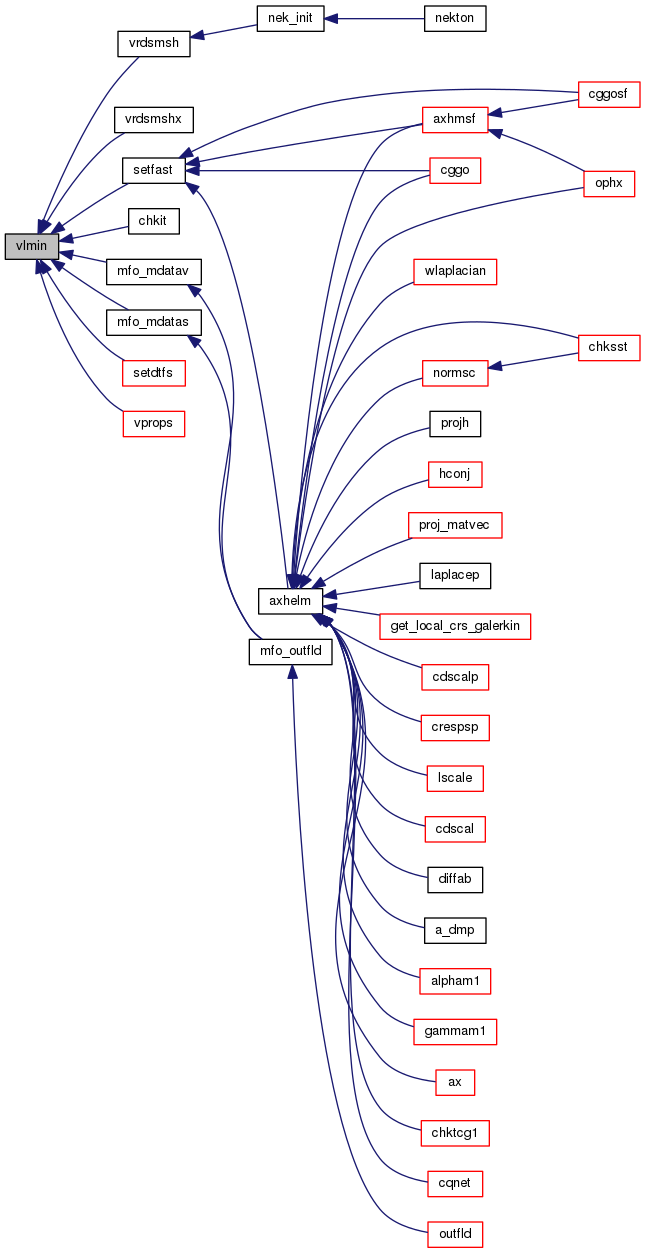 nek_init
nekton
vrdsmsh
cggosf
vrdsmshx
axhmsf
setfast
cggo
ophx
chkit
vlmin
mfo_mdatav
wlaplacian
mfo_mdatas
chksst
setdtfs
normsc
vprops
projh
hconj
proj_matvec
laplacep
axhelm
get_local_crs_galerkin
mfo_outfld
cdscalp
crespsp
lscale
cdscal
diffab
a_dmp
alpham1
gammam1
ax
chktcg1
cqnet
outfld